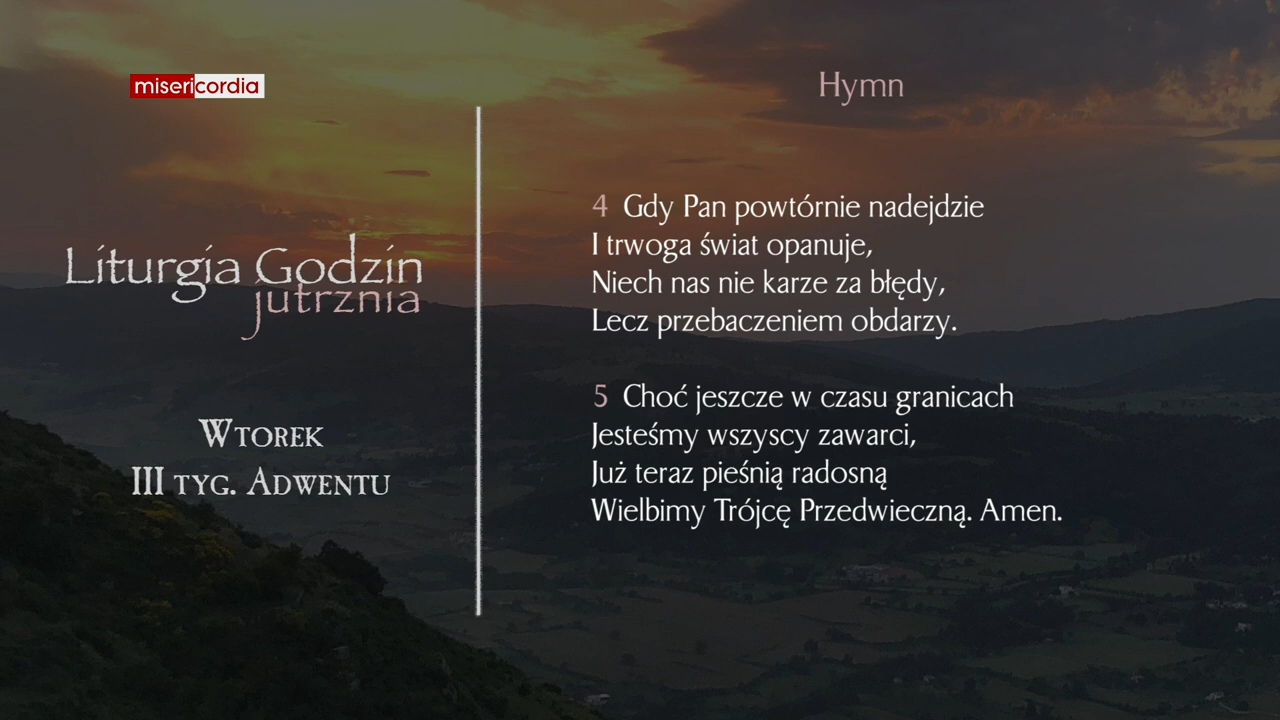 misericordia
Liturgia Godzin
jutrznia
Wtorek
III tyg. Adwentu
Hymn
4 Gdy Pan powtórnie nadejdzie
I trwoga świat opanuje,
Niech nas nie karze za błędy,
Lecz przebaczeniem obdarzy.
5 Choć jeszcze w czasu granicach
Jesteśmy wszyscy zawarci,
Już teraz pieśnią radosną
Wielbimy Trójcę Przedwieczną. Amen.